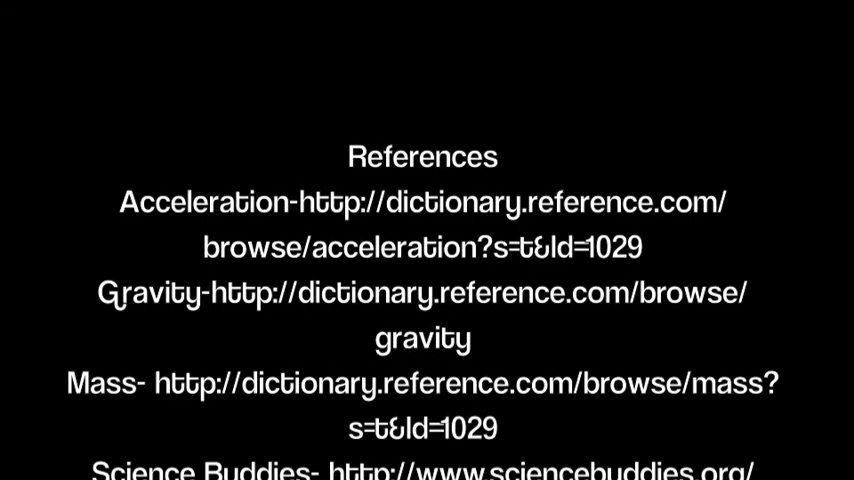 References
Acceleration-http://dictionary.reference.com/
browse/acceleration?s=t&ld=1029
Gravity-http://dictionary.reference.com/browse/
gravity
Mass- http://dictionary.reference.com/browse/mass?
s=t&ld=1029
Science Buddies- http://www.sciencebuddies.org/